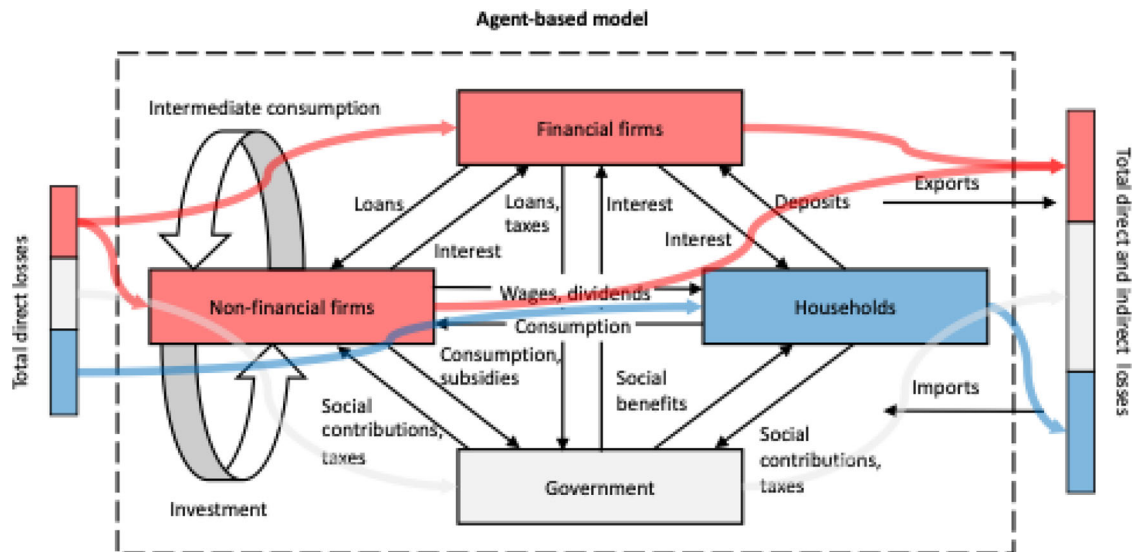 Agent-based model
Intermediate consumption
Financial firms
Loans
Loans,
taxes
Interest
Deposits
Exports
Interest
Interest
Non-financial firms
Wages, dividends
Households
Consumption
Consumption,
subsidies
Social
benefits
Imports
Social
contributions,
taxes
Social
contributions,
taxes
Government
Investment
Total direct losses
Total direct and indirect losses